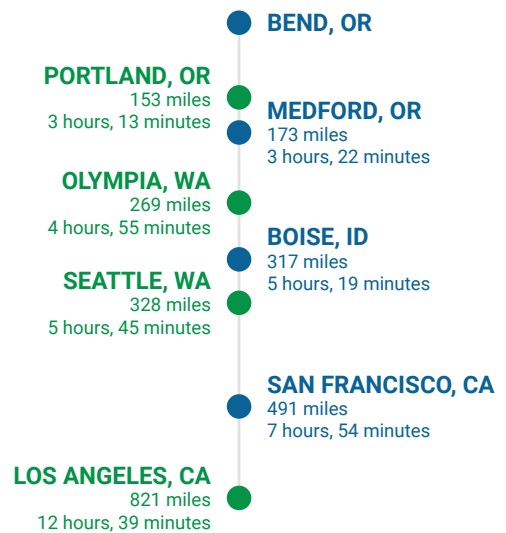 BEND, OR
PORTLAND, OR
153 miles
3 hours, 13 minutes
MEDFORD, OR
173 miles
3 hours, 22 minutes
OLYMPIA, WA
269 miles
4 hours, 55 minutes
BOISE, ID
317 miles
5 hours, 19 minutes
SEATTLE, WA
328 miles
5 hours, 45 minutes
SAN FRANCISCO, CA
491 miles
7 hours, 54 minutes
LOS ANGELES, CA
821 miles
12 hours, 39 minutes